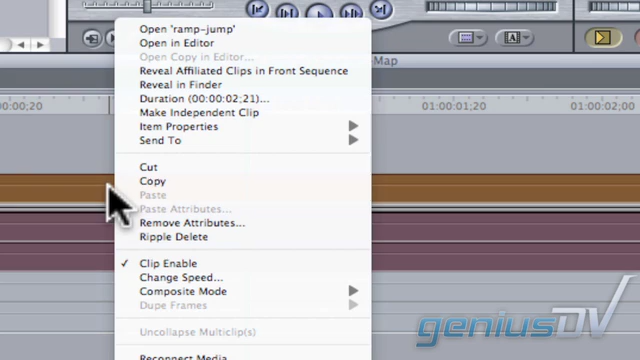 Open 'ramp-jump'
Open in Editor
Open Copy in Editor...
Reveal Affiliated Clips in Front Sequence
Map
Reveal in Finder
Duration (00:00:02;21)...
00:00;20
01:00:01;20
01:00:02;00
Make Independent Clip
Item Properties
Send To
Cut
Copy
Paste
Paste Attributes...
Remove Attributes...
Ripple Delete
✓ Clip Enable
Change Speed...
Composite Mode
Dupe Frames
Uncollapse Multiclip(s)
Reconnect Media
geniusDV